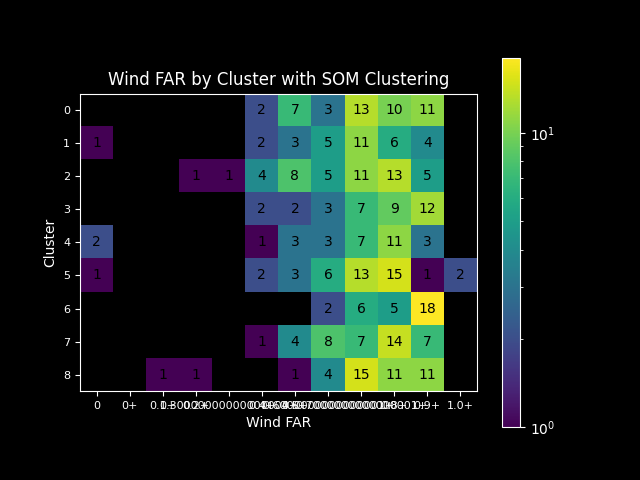 Wind FAR by Cluster with SOM Clustering
0 2 7 3 13 10 11
1 1 2 3 5 11 6 4
2 1 1 4 8 5 11 13 5
3 2 2 3 7 9 12
4 2 1 3 3 7 11 3
5 1 2 3 6 13 15 1 2
6 2 6 5 18
7 1 4 8 7 14 7
8 1 1 1 4 15 11 11
Cluster
0 0+ 1.0+
Wind FAR
10¹
10⁰